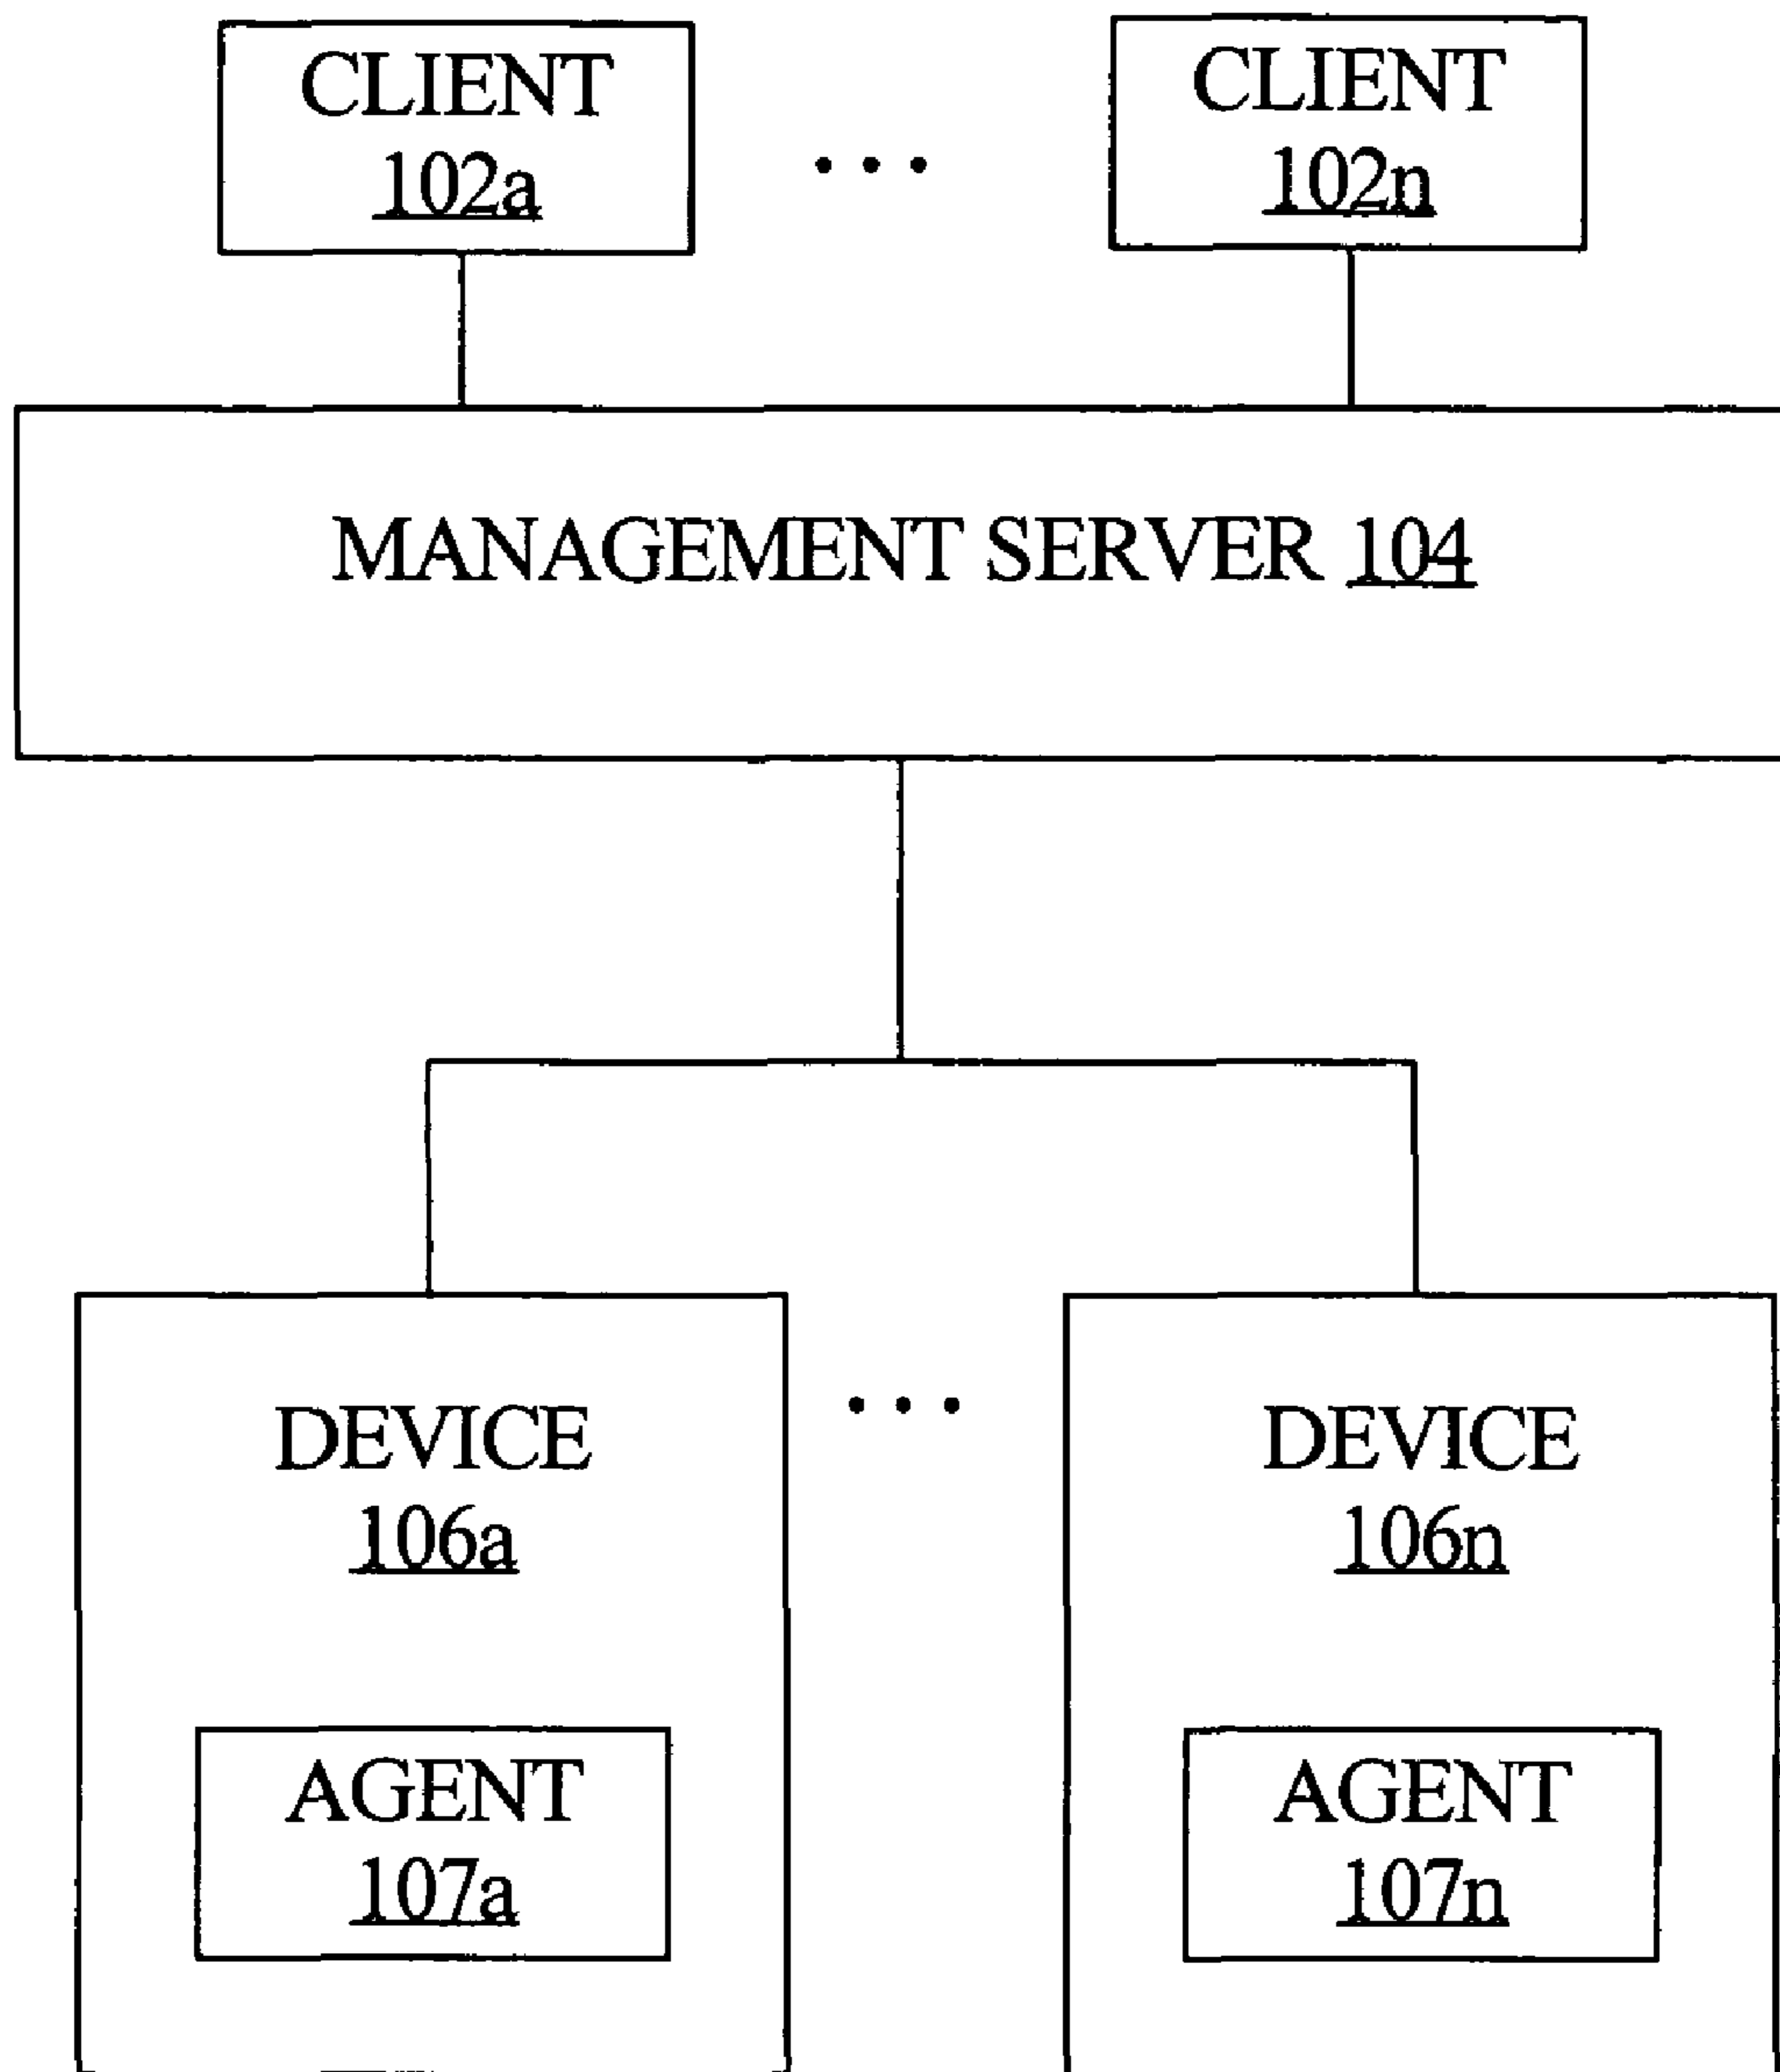 CLIENT
102a
...
CLIENT
102n
MANAGEMENT SERVER 104
DEVICE
106a
...
DEVICE
106n
AGENT
107a
AGENT
107n